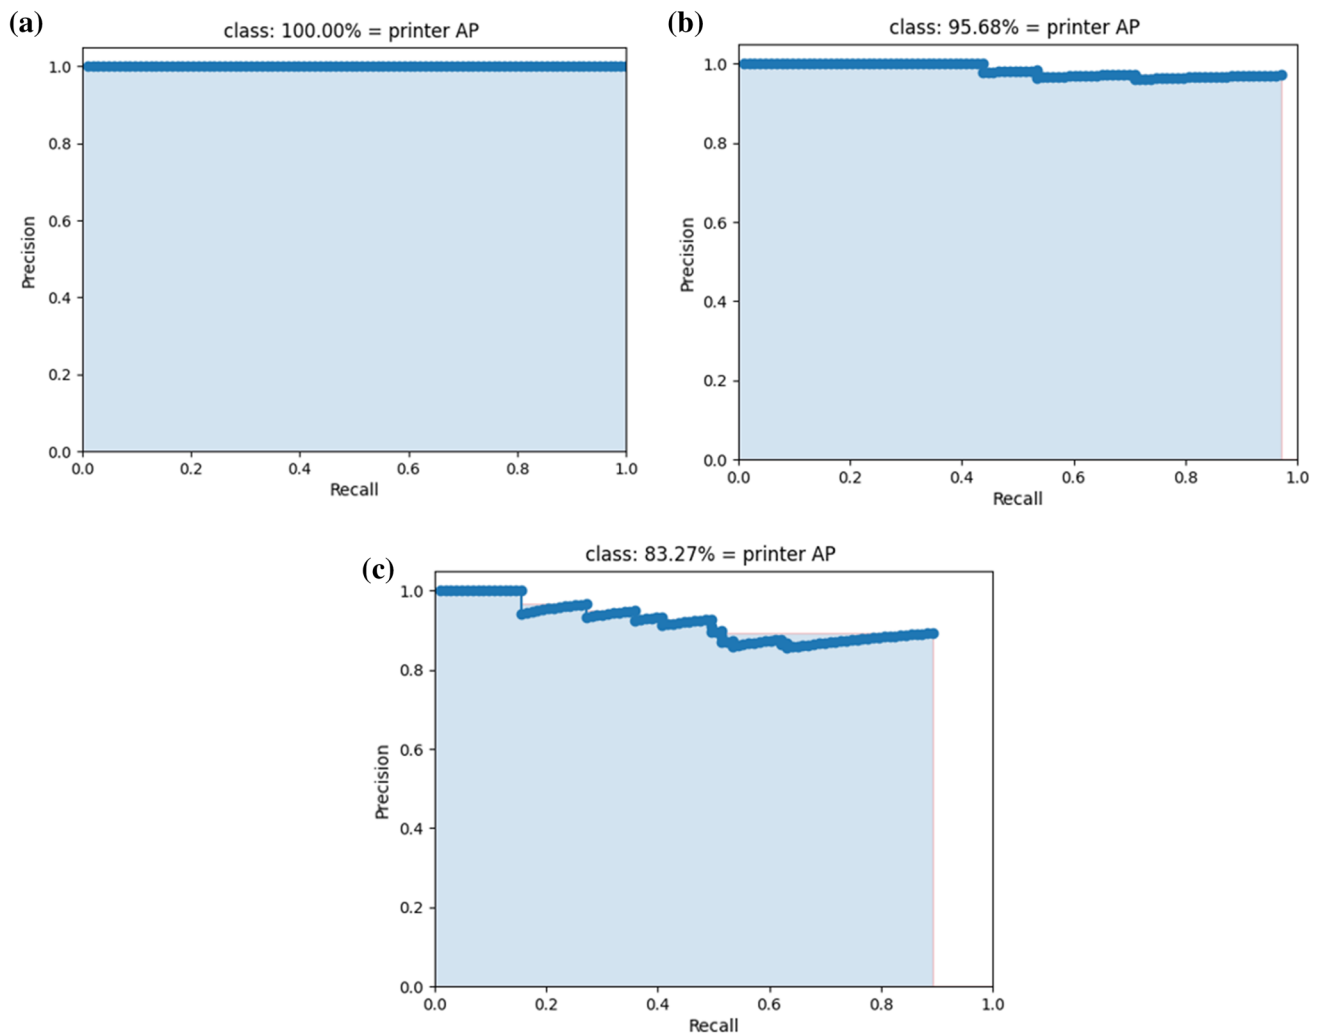 (a)
class: 100.00% = printer AP
1.0
0.8
0.6
0.4
0.2
0.0
Precision
0.0 0.2 0.4 0.6 0.8 1.0
Recall
(b)
class: 95.68% = printer AP
1.0
0.8
0.6
0.4
0.2
0.0
Precision
0.0 0.2 0.4 0.6 0.8 1.0
Recall
(c)
class: 83.27% = printer AP
1.0
0.8
0.6
0.4
0.2
0.0
Precision
0.0 0.2 0.4 0.6 0.8 1.0
Recall